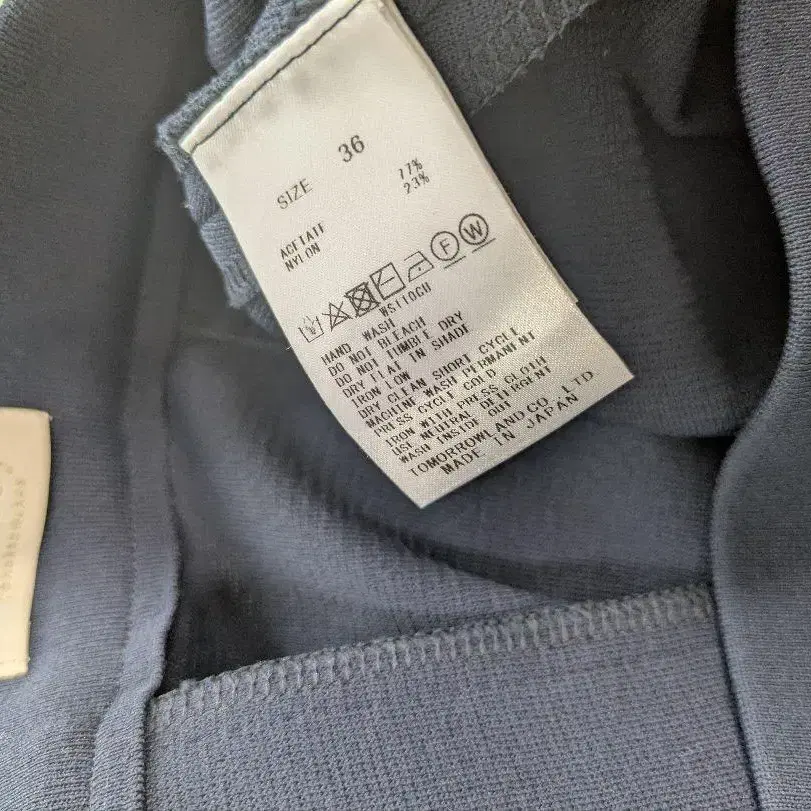 SIZE 36
ACETATE 77%
NYLON 23%
F W
WSTTOCH
HAND WASH
DO NOT BLEACH
DO NOT TUMBLE DRY
DRY FLAT IN SHADE
IRON LOW
DRY CLEAN SHORT CYCLE
MACHINE WASH PERMANENT
PRESS CYCLE COLD
IRON WITH PRESS CLOTH
USE NEUTRAL DETERGENT
WASH INSIDE OUT
TOMORROWLAND CO. LTD
MADE IN JAPAN